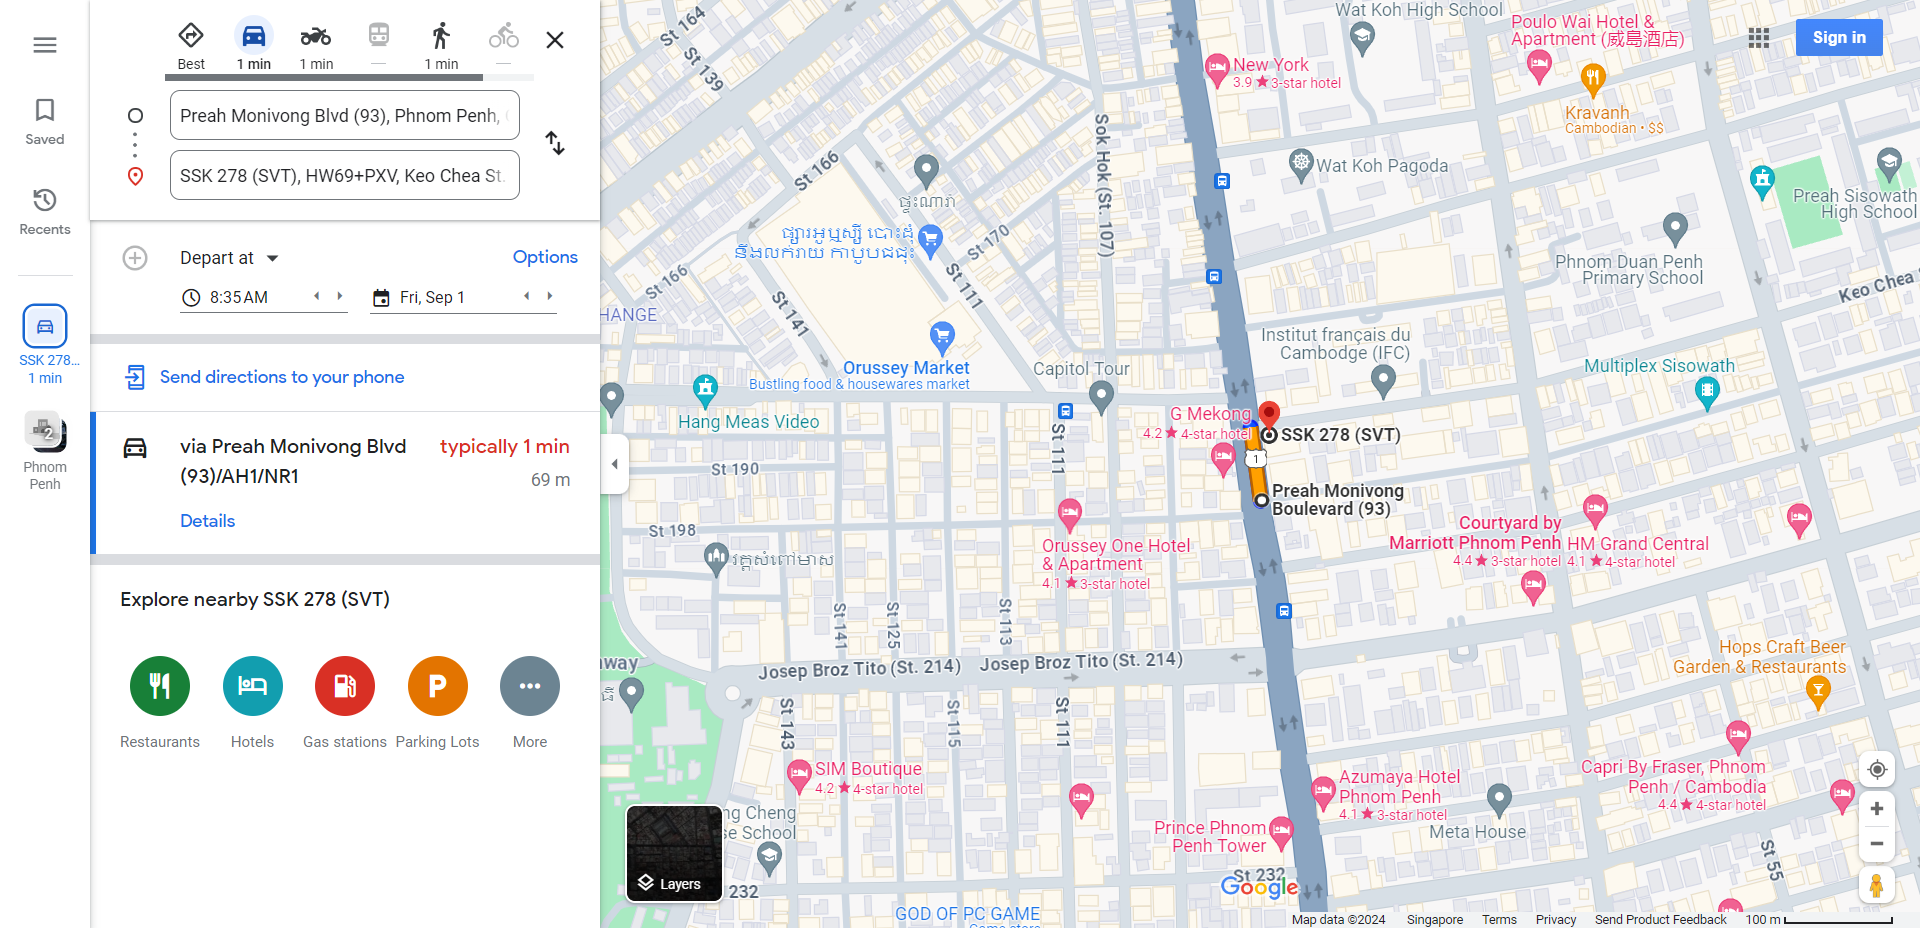 Best
1 min
1 min
1 min
Saved
Recents
SSK 278...
1 min
2
Phnom
Penh
Preah Monivong Blvd (93), Phnom Penh,
SSK 278 (SVT), HW69+PXV, Keo Chea St.
Depart at
Options
8:35 AM
Fri, Sep 1
Send directions to your phone
via Preah Monivong Blvd
(93)/AH1/NR1
typically 1 min
69 m
Details
Explore nearby SSK 278 (SVT)
Restaurants
Hotels
Gas stations
P
Parking Lots
More
Layers
St 164
St 139
St 166
St 166
St 170
St 111
St 141
HANGE
Sok Hok (St. 107)
Orussey Market
Bustling food & housewares market
Hang Meas Video
Capitol Tour
New York
3.9 ★ 3-star hotel
Wat Koh High School
Poulo Wai Hotel &
Apartment (威島酒店)
Kravanh
Cambodian • $$
Wat Koh Pagoda
Preah Sisowath
High School
Phnom Duan Penh
Primary School
Keo Chea
Institut français du
Cambodge (IFC)
Multiplex Sisowath
G Mekong
4.2 ★ 4-star hotel
SSK 278 (SVT)
1
Preah Monivong
Boulevard (93)
St 190
St 111
St 198
Orussey One Hotel
& Apartment
4.1 ★ 3-star hotel
Courtyard by
Marriott Phnom Penh
4.4 ★ 3-star hotel
HM Grand Central
4.1 ★ 4-star hotel
St 141
St 125
St 113
Josep Broz Tito (St. 214)
Josep Broz Tito (St. 214)
way
St 143
St 115
St 111
Hops Craft Beer
Garden & Restaurants
SIM Boutique
4.2 ★ 4-star hotel
ng Cheng
se School
Azumaya Hotel
Phnom Penh
4.1 ★ 3-star hotel
Capri By Fraser, Phnom
Penh / Cambodia
4.4 ★ 4-star hotel
Prince Phnom
Penh Tower
Meta House
St 55
St 232
232
GOD OF PC GAME
Game store
Google
Sign in
Map data ©2024
Singapore
Terms
Privacy
Send Product Feedback
100 m